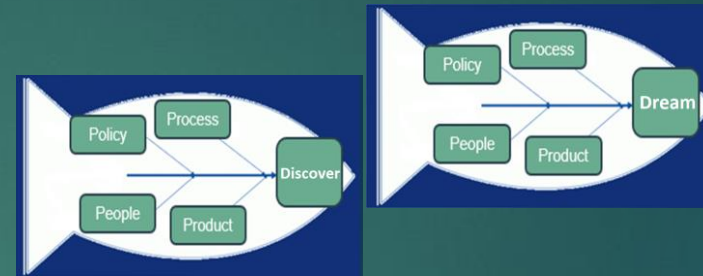 Process
Policy
Discover
People
Product
Process
Policy
Dream
People
Product